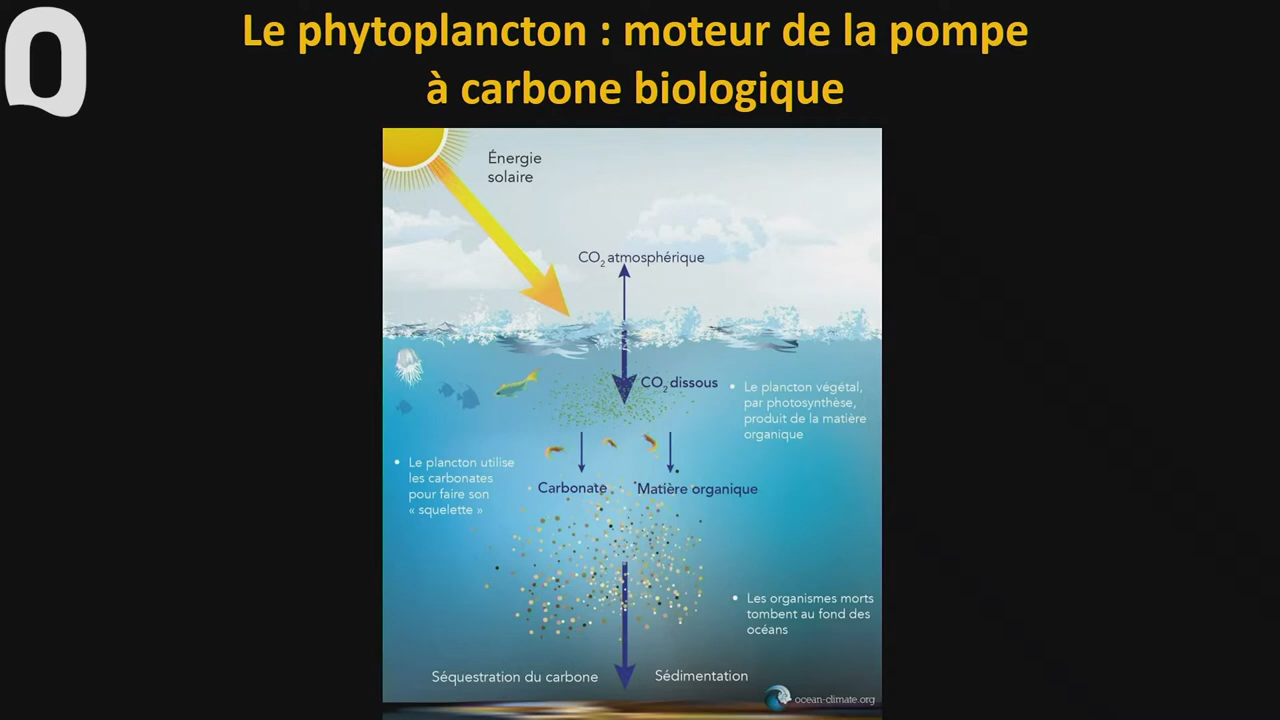 Le phytoplancton : moteur de la pompe
à carbone biologique
Énergie
solaire
CO2 atmosphérique
CO2 dissous
• Le plancton végétal,
par photosynthèse,
produit de la matière
organique
• Le plancton utilise
les carbonates
pour faire son
« squelette »
Carbonate
Matière organique
• Les organismes morts
tombent au fond des
océans
Séquestration du carbone
Sédimentation
ocean-climate.org